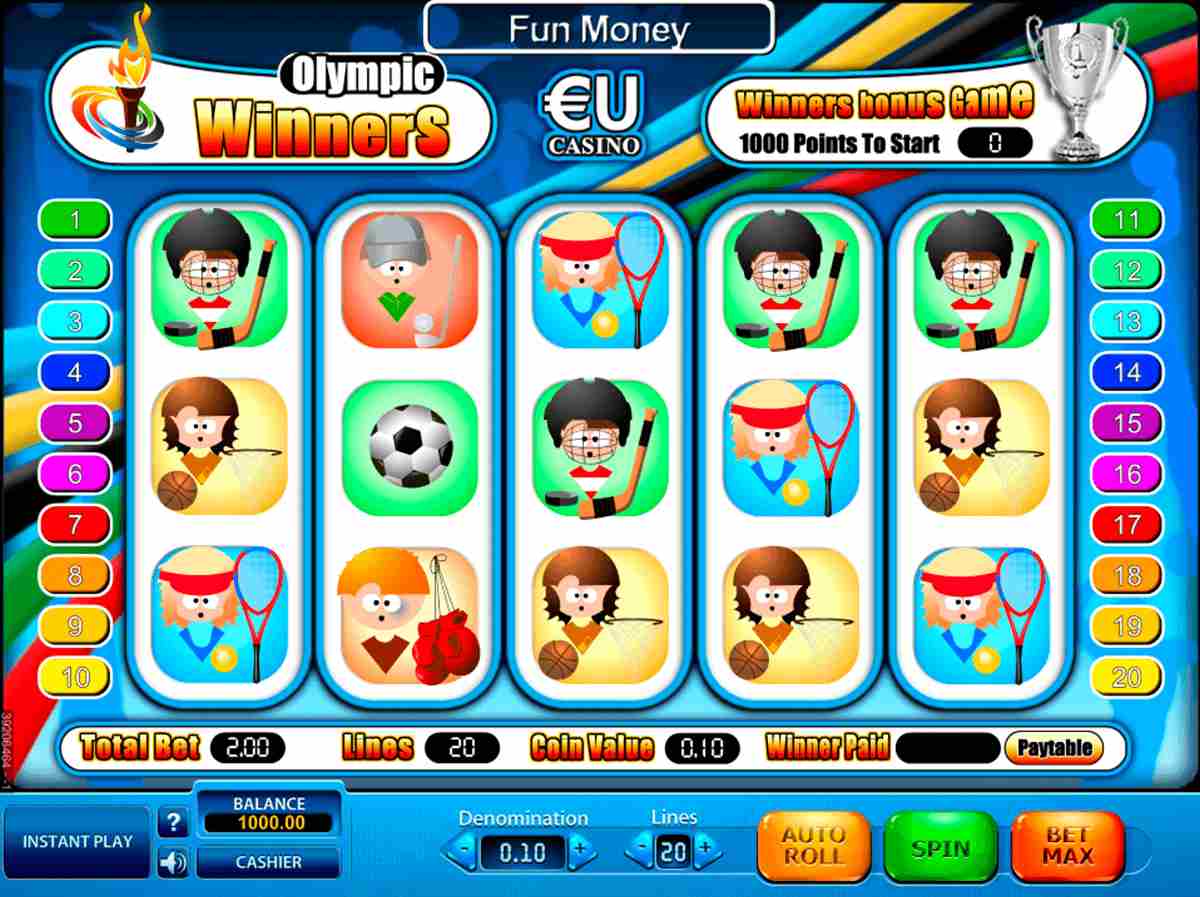 Fun Money
Olympic
Winners
€U
CASINO
Winners bonus Game
1000 Points To Start 0
1
2
3
4
5
6
7
8
9
10
11
12
13
14
15
16
17
18
19
20
39206464 - 1
Total Bet 2.00 Lines 20 Coin Value 0.10 Winner Paid Paytable
INSTANT PLAY
?
BALANCE
1000.00
CASHIER
Denomination
- 0.10 +
Lines
- 20 +
AUTO
ROLL
SPIN
BET
MAX